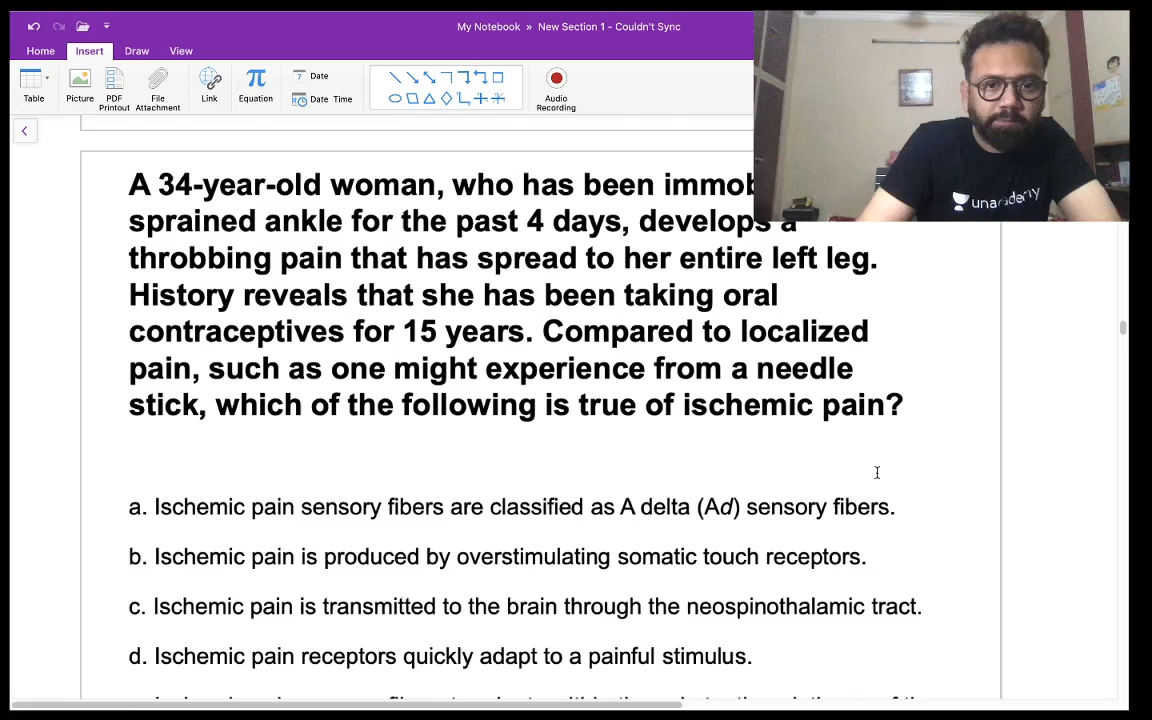 My Notebook » New Section 1 - Couldn't Sync
Home Insert Draw View
Table
Picture
PDF Printout
File Attachment
Link
π
Equation
7 Date
Date Time
Audio Recording
unacademy
A 34-year-old woman, who has been
sprained ankle for the past 4 days, develops a
throbbing pain that has spread to her entire left leg.
History reveals that she has been taking oral
contraceptives for 15 years. Compared to localized
pain, such as one might experience from a needle
stick, which of the following is true of ischemic pain?
a. Ischemic pain sensory fibers are classified as A delta (Ad) sensory fibers.
b. Ischemic pain is produced by overstimulating somatic touch receptors.
c. Ischemic pain is transmitted to the brain through the neospinothalamic tract.
d. Ischemic pain receptors quickly adapt to a painful stimulus.